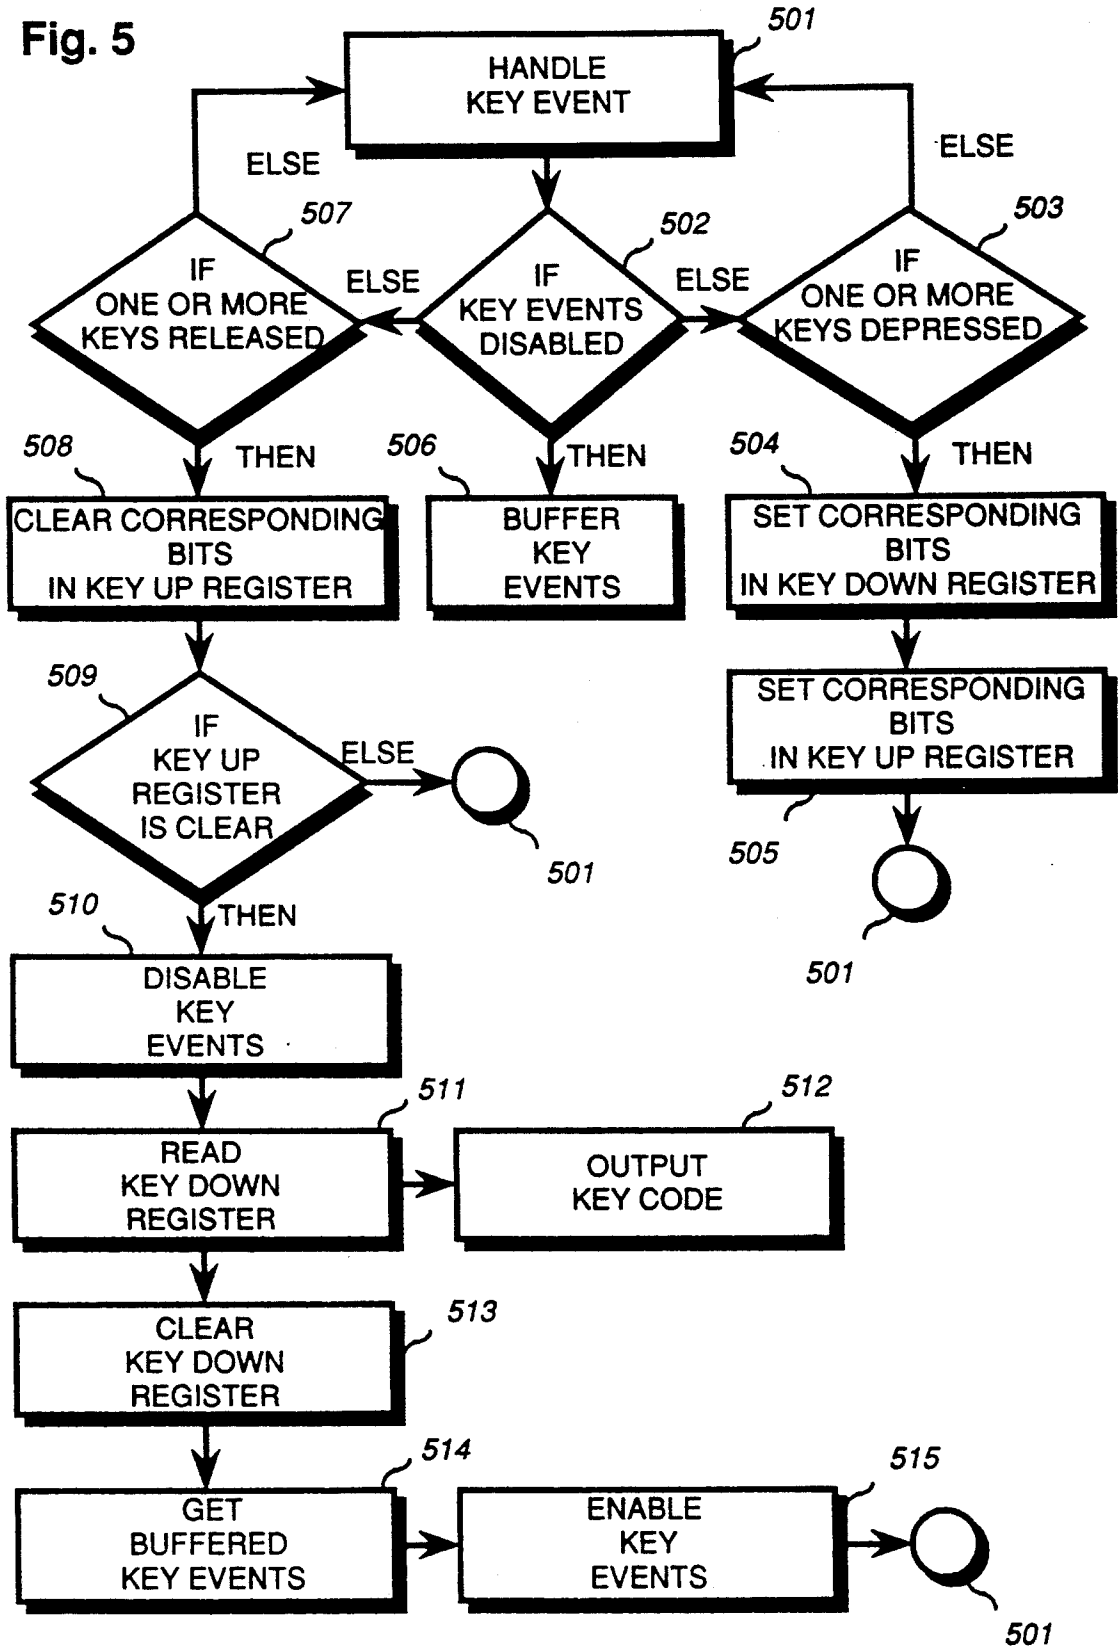 Fig. 5
501
HANDLE
KEY EVENT
ELSE
ELSE
507
IF
ONE OR MORE
KEYS RELEASED
ELSE
502
IF
KEY EVENTS
DISABLED
ELSE
503
IF
ONE OR MORE
KEYS DEPRESSED
508
THEN
CLEAR CORRESPONDING
BITS
IN KEY UP REGISTER
506
THEN
BUFFER
KEY
EVENTS
504
THEN
SET CORRESPONDING
BITS
IN KEY DOWN REGISTER
SET CORRESPONDING
BITS
IN KEY UP REGISTER
505
501
509
IF
KEY UP
REGISTER
IS CLEAR
ELSE
501
THEN
510
DISABLE
KEY
EVENTS
511
READ
KEY DOWN
REGISTER
512
OUTPUT
KEY CODE
513
CLEAR
KEY DOWN
REGISTER
514
GET
BUFFERED
KEY EVENTS
515
ENABLE
KEY
EVENTS
501